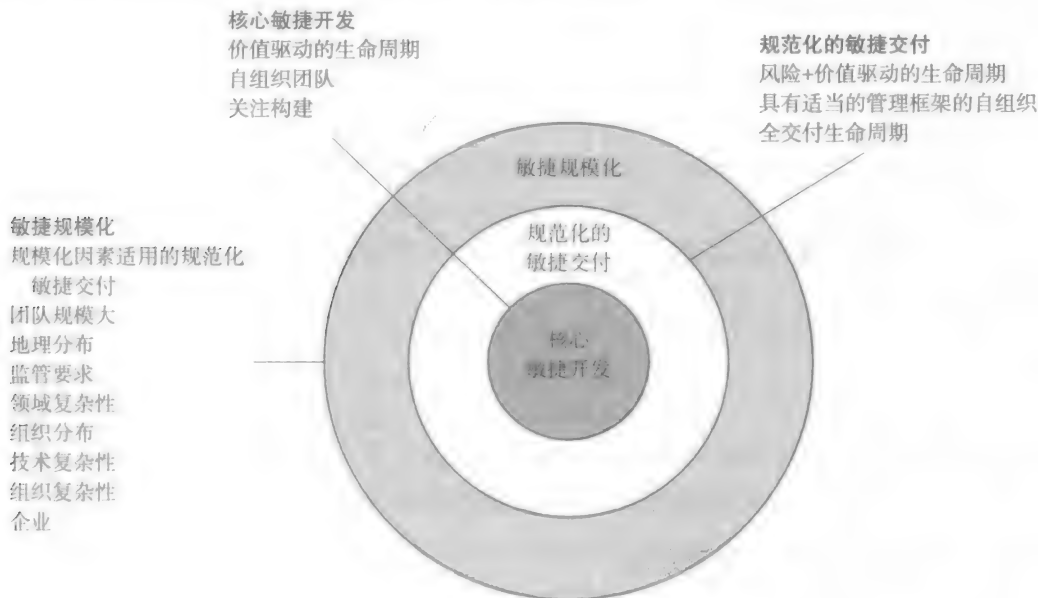 核心敏捷开发
价值驱动的生命周期
自组织团队
关注构建
规范化的敏捷交付
风险+价值驱动的生命周期
具有适当的管理框架的自组织
全交付生命周期
敏捷规模化
规模化因素适用的规范化
敏捷交付
团队规模大
地理分布
监管要求
领域复杂性
组织分布
技术复杂性
组织复杂性
企业
敏捷规模化
规范化的
敏捷交付
核心
敏捷开发